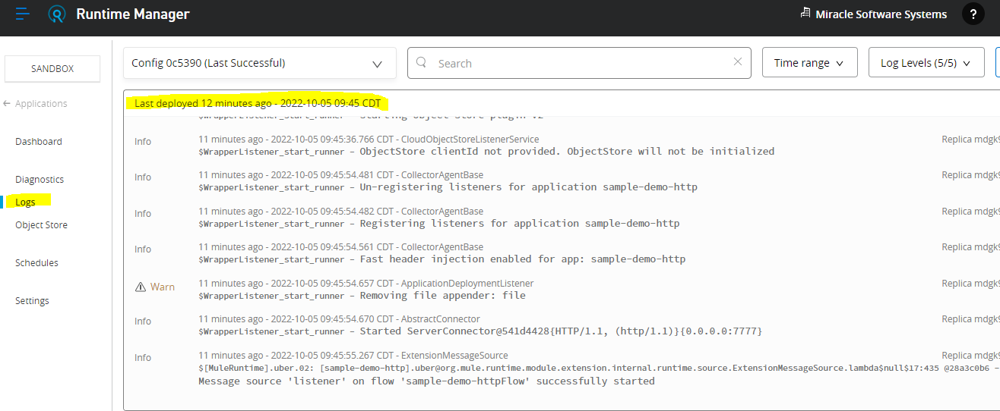 Runtime Manager
Miracle Software Systems
?
SANDBOX
Config 0c5390 (Last Successful)
Search
Time range
Log Levels (5/5)
Applications
Dashboard
Diagnostics
Logs
Object Store
Schedules
Settings
Last deployed 12 minutes ago - 2022-10-05 09:45 CDT
$WrapperListener_start_runner - Starting object store plugin v2
Info
11 minutes ago - 2022-10-05 09:45:36.766 CDT - CloudObjectStoreListenerService
Replica mdgk9
$WrapperListener_start_runner - ObjectStore clientId not provided. ObjectStore will not be initialized
Info
11 minutes ago - 2022-10-05 09:45:54.481 CDT - CollectorAgentBase
Replica mdgk9
$WrapperListener_start_runner - Un-registering listeners for application sample-demo-http
Info
11 minutes ago - 2022-10-05 09:45:54.482 CDT - CollectorAgentBase
Replica mdgk9
$WrapperListener_start_runner - Registering listeners for application sample-demo-http
Info
11 minutes ago - 2022-10-05 09:45:54.561 CDT - CollectorAgentBase
Replica mdgk9
$WrapperListener_start_runner - Fast header injection enabled for app: sample-demo-http
Warn
11 minutes ago - 2022-10-05 09:45:54.657 CDT - ApplicationDeploymentListener
Replica mdgk9
$WrapperListener_start_runner - Removing file appender: file
Info
11 minutes ago - 2022-10-05 09:45:54.670 CDT - AbstractConnector
Replica mdgk9
$WrapperListener_start_runner - Started ServerConnector@541d4428{HTTP/1.1, (http/1.1)}{0.0.0.0:7777}
Info
11 minutes ago - 2022-10-05 09:45:55.267 CDT - ExtensionMessageSource
Replica mdgk9
$[MuleRuntime].uber.02: [sample-demo-http].uber@org.mule.runtime.module.extension.internal.runtime.source.ExtensionMessageSource.lambda$null$17:435 @28a3c0b6 -
Message source 'listener' on flow 'sample-demo-httpFlow' successfully started